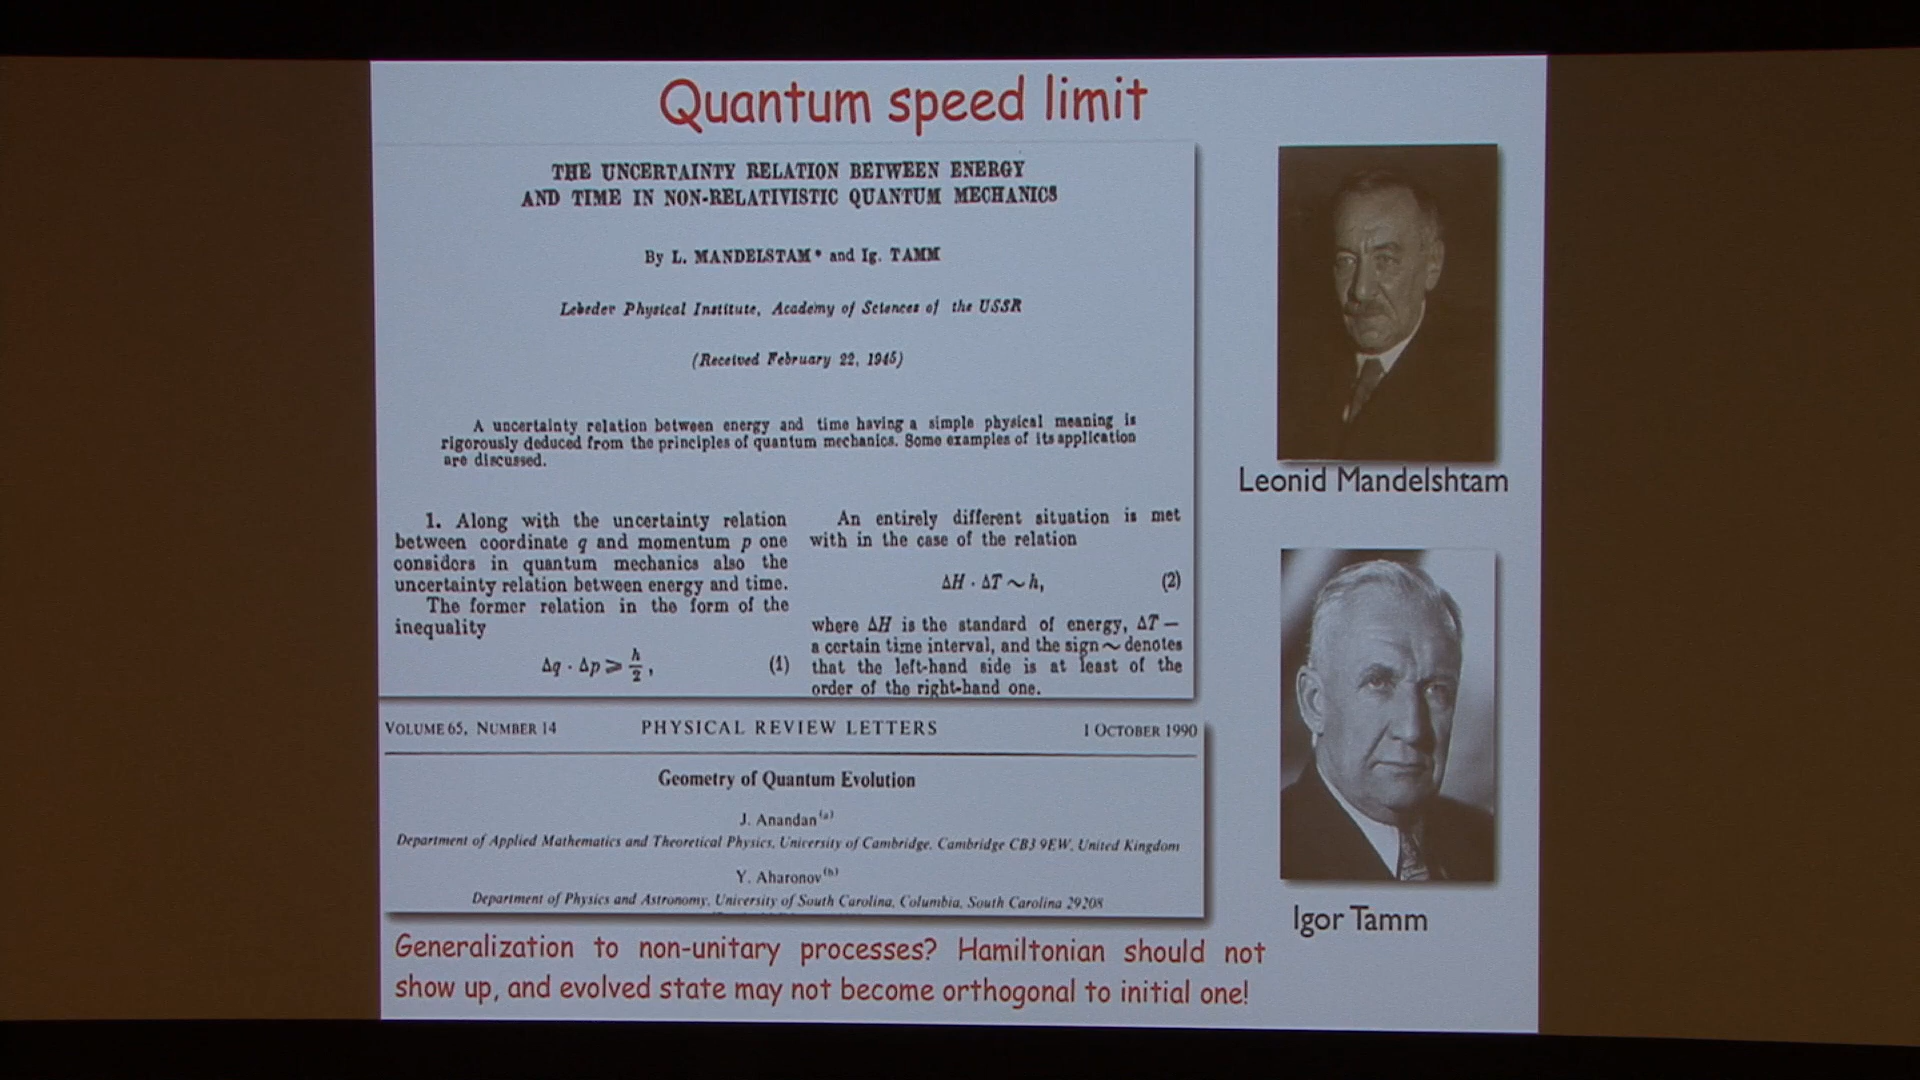 Quantum speed limit
THE UNCERTAINTY RELATION BETWEEN ENERGY
AND TIME IN NON-RELATIVISTIC QUANTUM MECHANICS
By L. MANDELSTAM* and Ig. TAMM
Lebedev Physical Institute, Academy of Sciences of the USSR
(Received February 22, 1945)
A uncertainty relation between energy and time having a simple physical meaning is
rigorously deduced from the principles of quantum mechanics. Some examples of its application
are discussed.
1. Along with the uncertainty relation
between coordinate q and momentum p one
considers in quantum mechanics also the
uncertainty relation between energy and time.
The former relation in the form of the
inequality
Δq · Δp ⩾ h/2, (1)
An entirely different situation is met
with in the case of the relation
ΔH · ΔT ~ h, (2)
where ΔH is the standard of energy, ΔT —
a certain time interval, and the sign ~ denotes
that the left-hand side is at least of the
order of the right-hand one.
Leonid Mandelshtam
Igor Tamm
VOLUME 65, NUMBER 14 PHYSICAL REVIEW LETTERS 1 OCTOBER 1990
Geometry of Quantum Evolution
J. Anandan (a)
Department of Applied Mathematics and Theoretical Physics, University of Cambridge, Cambridge CB3 9EW, United Kingdom
Y. Aharonov (b)
Department of Physics and Astronomy, University of South Carolina, Columbia, South Carolina 29208
Generalization to non-unitary processes? Hamiltonian should not
show up, and evolved state may not become orthogonal to initial one!